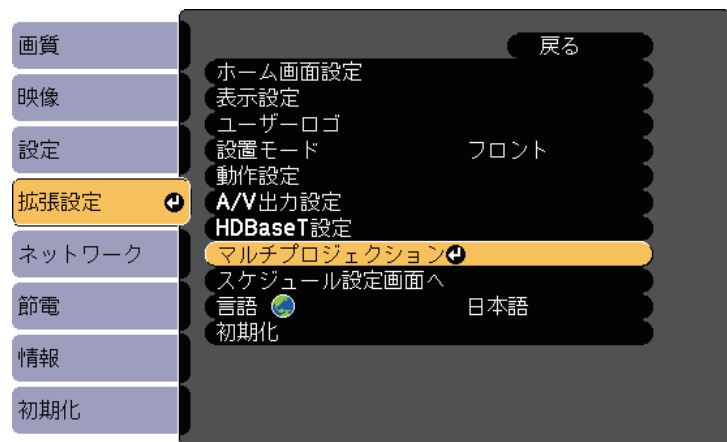 画質
映像
設定
拡張設定
ネットワーク
節電
情報
初期化
戻る
ホーム画面設定
表示設定
ユーザーロゴ
設置モード フロント
動作設定
A/V出力設定
HDBaseT設定
マルチプロジェクション
スケジュール設定画面へ
言語 日本語
初期化